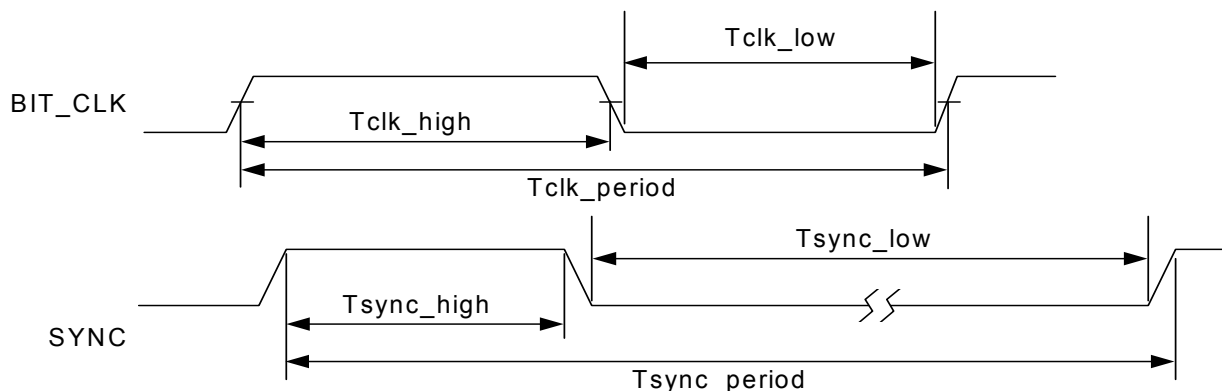 Tclk_low
BIT_CLK
Tclk_high
Tclk_period
Tsync_low
Tsync_high
SYNC
Tsync_period